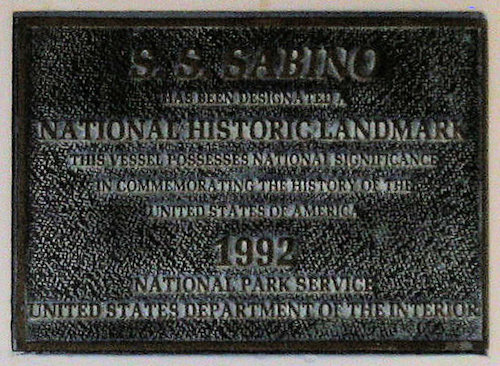 S. S. SABINO
HAS BEEN DESIGNATED A
NATIONAL HISTORIC LANDMARK
THIS VESSEL POSSESSES NATIONAL SIGNIFICANCE
IN COMMEMORATING THE HISTORY OF THE
UNITED STATES OF AMERICA
1992
NATIONAL PARK SERVICE
UNITED STATES DEPARTMENT OF THE INTERIOR